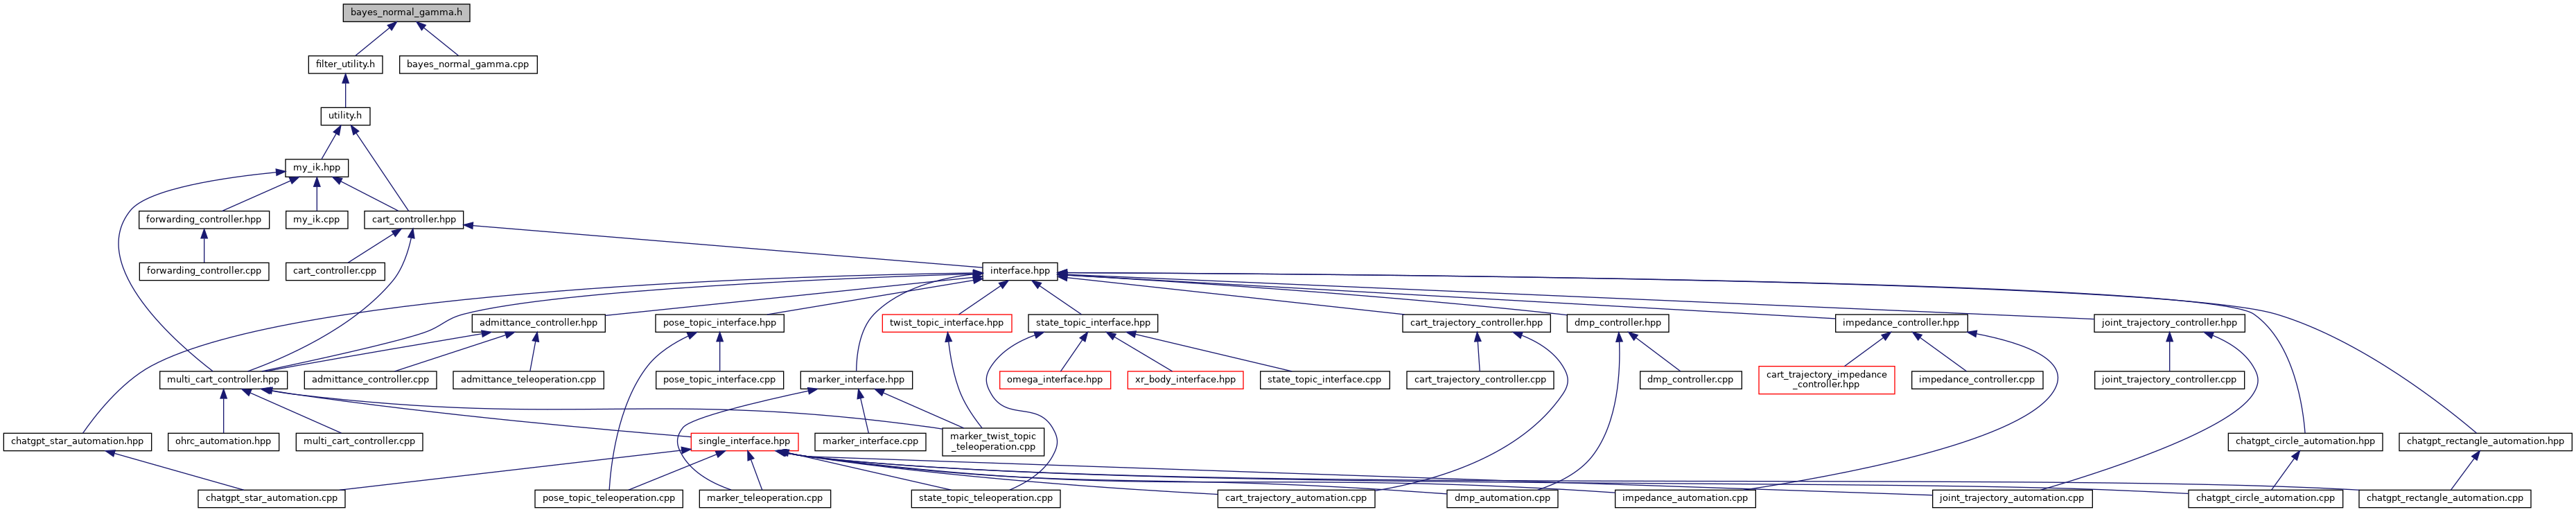 bayes_normal_gamma.h
filter_utility.h
bayes_normal_gamma.cpp
utility.h
my_ik.hpp
forwarding_controller.hpp
my_ik.cpp
cart_controller.hpp
forwarding_controller.cpp
cart_controller.cpp
interface.hpp
admittance_controller.hpp
pose_topic_interface.hpp
twist_topic_interface.hpp
state_topic_interface.hpp
cart_trajectory_controller.hpp
dmp_controller.hpp
impedance_controller.hpp
joint_trajectory_controller.hpp
multi_cart_controller.hpp
admittance_controller.cpp
admittance_teleoperation.cpp
pose_topic_interface.cpp
marker_interface.hpp
omega_interface.hpp
xr_body_interface.hpp
state_topic_interface.cpp
cart_trajectory_controller.cpp
dmp_controller.cpp
cart_trajectory_impedance
_controller.hpp
impedance_controller.cpp
joint_trajectory_controller.cpp
chatgpt_star_automation.hpp
ohrc_automation.hpp
multi_cart_controller.cpp
single_interface.hpp
marker_interface.cpp
marker_twist_topic
_teleoperation.cpp
chatgpt_circle_automation.hpp
chatgpt_rectangle_automation.hpp
chatgpt_star_automation.cpp
pose_topic_teleoperation.cpp
marker_teleoperation.cpp
state_topic_teleoperation.cpp
cart_trajectory_automation.cpp
dmp_automation.cpp
impedance_automation.cpp
joint_trajectory_automation.cpp
chatgpt_circle_automation.cpp
chatgpt_rectangle_automation.cpp